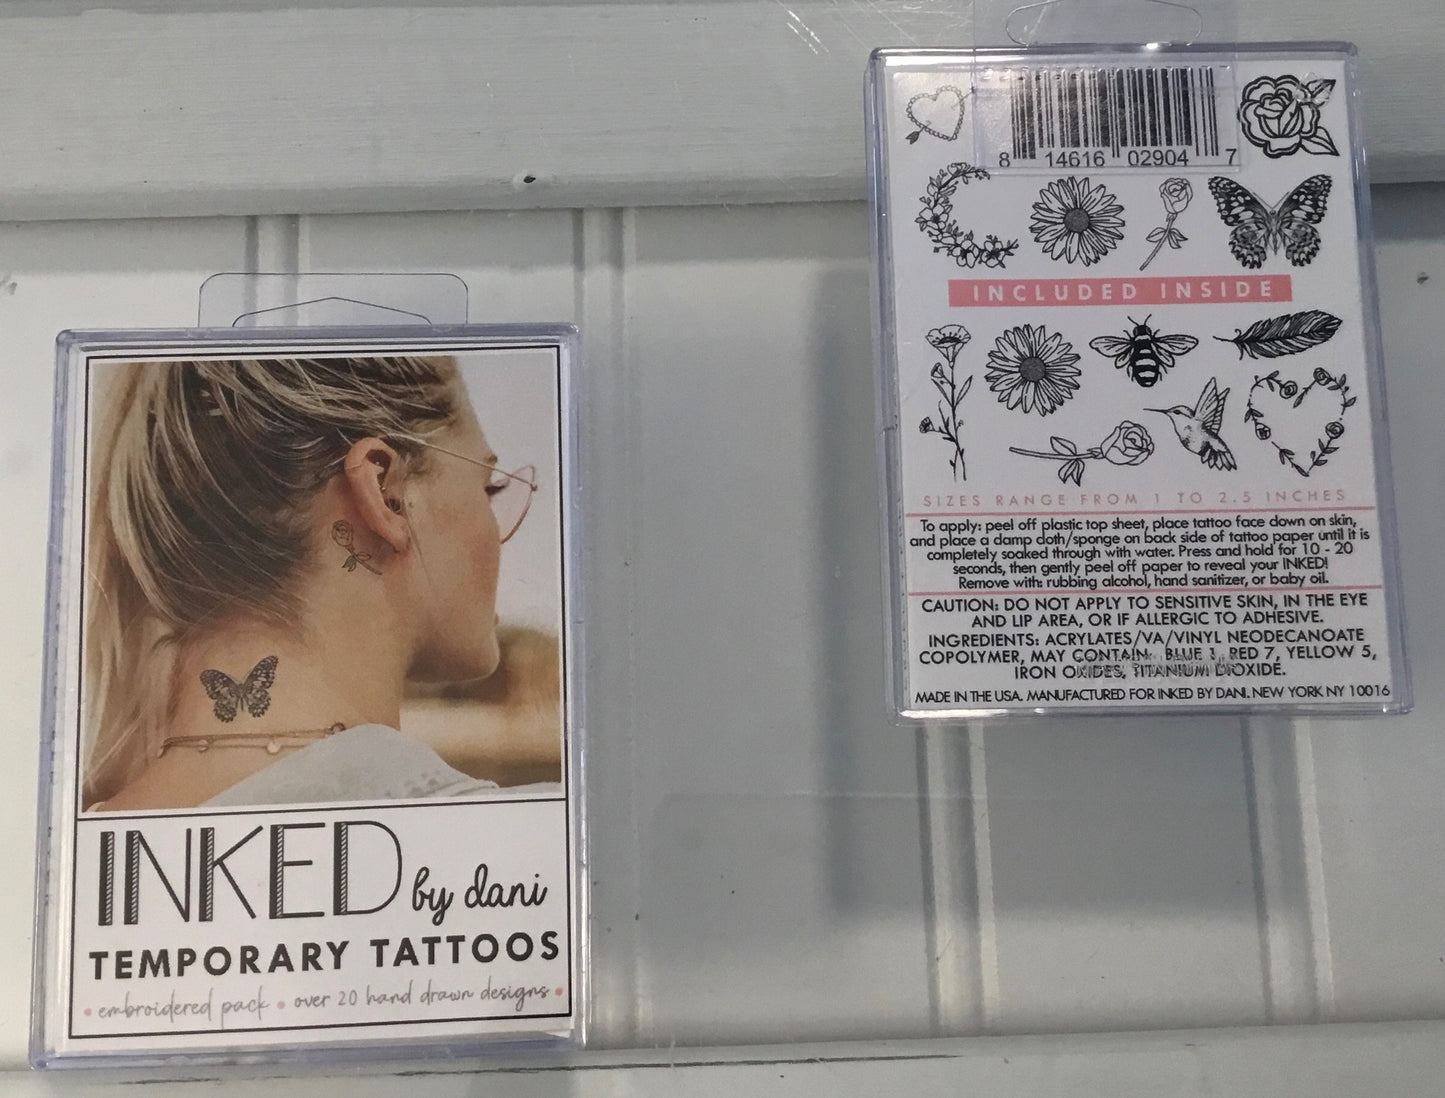 INKED by dani
TEMPORARY TATTOOS
• embroidered pack • over 20 hand drawn designs •
8 14616 02904 7
INCLUDED INSIDE
SIZES RANGE FROM 1 TO 2.5 INCHES
To apply: peel off plastic top sheet, place tattoo face down on skin,
and place a damp cloth/sponge on back side of tattoo paper until it is
completely soaked through with water. Press and hold for 10 - 20
seconds, then gently peel off paper to reveal your INKED!
Remove with: rubbing alcohol, hand sanitizer, or baby oil.
CAUTION: DO NOT APPLY TO SENSITIVE SKIN, IN THE EYE
AND LIP AREA, OR IF ALLERGIC TO ADHESIVE.
INGREDIENTS: ACRYLATES/VA/VINYL NEODECANOATE
COPOLYMER, MAY CONTAIN: BLUE 1, RED 7, YELLOW 5,
IRON OXIDES, TITANIUM DIOXIDE.
MADE IN THE USA. MANUFACTURED FOR INKED BY DANI. NEW YORK NY 10016